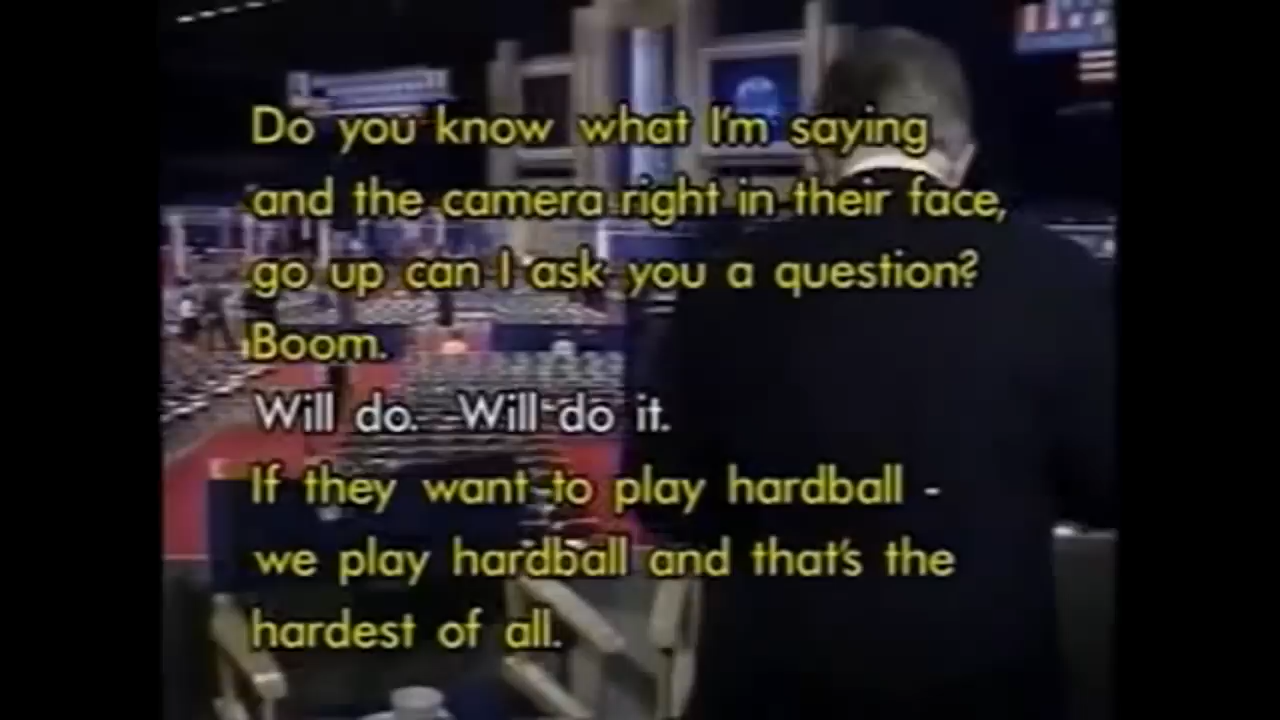 Do you know what I'm saying
and the camera right in their face,
go up can I ask you a question?
Boom.
Will do. Will do it.
If they want to play hardball -
we play hardball and that's the
hardest of all.